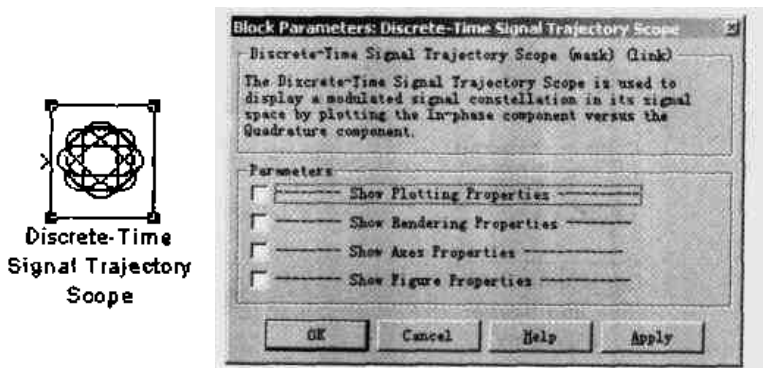 Discrete-Time
Signal Trajectory
Scope
Block Parameters: Discrete-Time Signal Trajectory Scope
Discrete-Time Signal Trajectory Scope (mask) (link)
The Discrete-Time Signal Trajectory Scope is used to
display a modulated signal constellation in its signal
space by plotting the In-phase component versus the
Quadrature component.
Parameters
Show Plotting Properties
Show Rendering Properties
Show Axes Properties
Show Figure Properties
OK
Cancel
Help
Apply